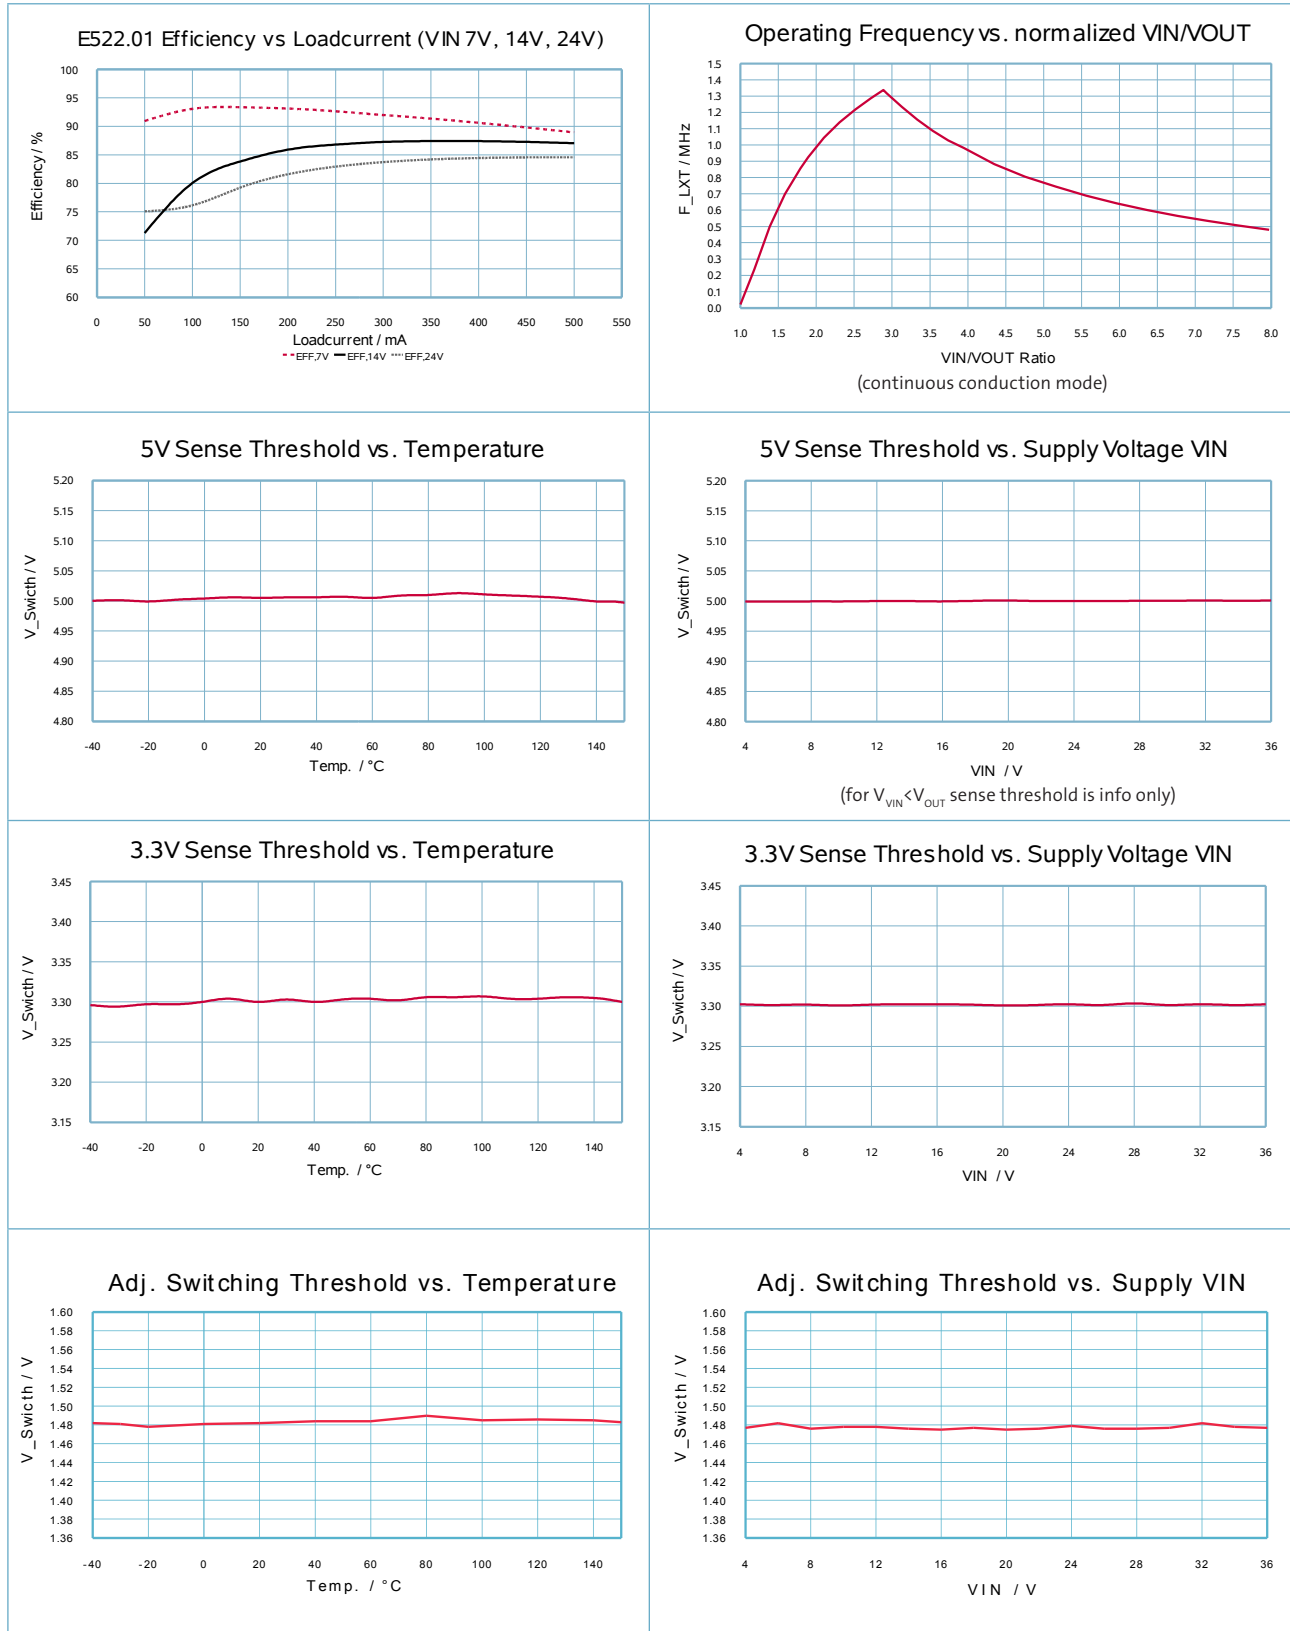 E522.01 Efficiency vs Loadcurrent (VIN 7V, 14V, 24V)
Efficiency / %
100
95
90
85
80
75
70
65
60
0 50 100 150 200 250 300 350 400 450 500 550
Loadcurrent / mA
EFF,7V EFF,14V EFF,24V
Operating Frequency vs. normalized VIN/VOUT
F_LXT / MHz
1.5
1.4
1.3
1.2
1.1
1.0
0.9
0.8
0.7
0.6
0.5
0.4
0.3
0.2
0.1
0.0
1.0 1.5 2.0 2.5 3.0 3.5 4.0 4.5 5.0 5.5 6.0 6.5 7.0 7.5 8.0
VIN/VOUT Ratio
(continuous conduction mode)
5V Sense Threshold vs. Temperature
V_Swicth / V
5.20
5.15
5.10
5.05
5.00
4.95
4.90
4.85
4.80
-40 -20 0 20 40 60 80 100 120 140
Temp. / °C
5V Sense Threshold vs. Supply Voltage VIN
V_Swicth / V
5.20
5.15
5.10
5.05
5.00
4.95
4.90
4.85
4.80
4 8 12 16 20 24 28 32 36
VIN / V
(for VVIN<VOUT sense threshold is info only)
3.3V Sense Threshold vs. Temperature
V_Swicth / V
3.45
3.40
3.35
3.30
3.25
3.20
3.15
-40 -20 0 20 40 60 80 100 120 140
Temp. / °C
3.3V Sense Threshold vs. Supply Voltage VIN
V_Swicth / V
3.45
3.40
3.35
3.30
3.25
3.20
3.15
4 8 12 16 20 24 28 32 36
VIN / V
Adj. Switching Threshold vs. Temperature
V_Swicth / V
1.60
1.58
1.56
1.54
1.52
1.50
1.48
1.46
1.44
1.42
1.40
1.38
1.36
-40 -20 0 20 40 60 80 100 120 140
Temp. / °C
Adj. Switching Threshold vs. Supply VIN
V_Swicth / V
1.60
1.58
1.56
1.54
1.52
1.50
1.48
1.46
1.44
1.42
1.40
1.38
1.36
4 8 12 16 20 24 28 32 36
VIN / V